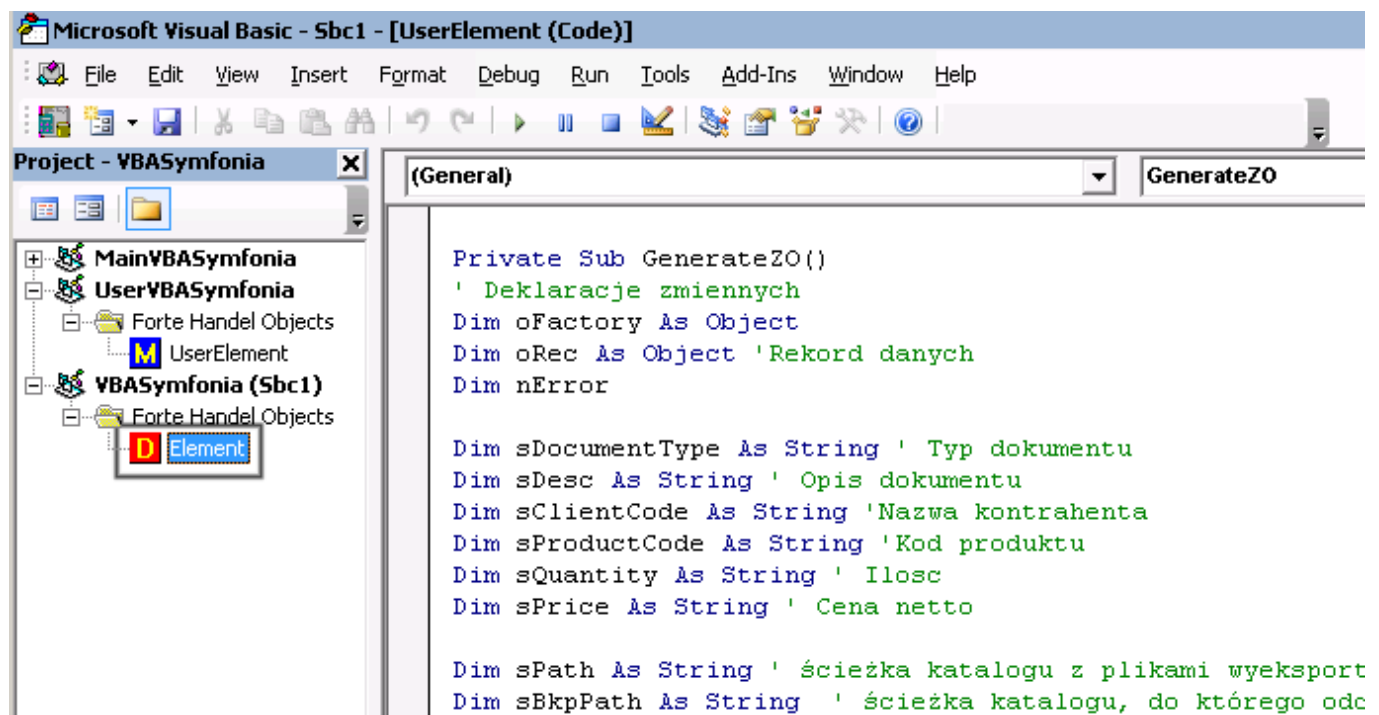 Microsoft Visual Basic - Sbc1 - [UserElement (Code)]
File Edit View Insert Format Debug Run Tools Add-Ins Window Help
Project - VBASymfonia
(General) GenerateZO
MainVBASymfonia
UserVBASymfonia
Forte Handel Objects
M UserElement
VBASymfonia (Sbc1)
Forte Handel Objects
D Element
Private Sub GenerateZO()
' Deklaracje zmiennych
Dim oFactory As Object
Dim oRec As Object 'Rekord danych
Dim nError
Dim sDocumentType As String ' Typ dokumentu
Dim sDesc As String ' Opis dokumentu
Dim sClientCode As String 'Nazwa kontrahenta
Dim sProductCode As String 'Kod produktu
Dim sQuantity As String ' Ilosc
Dim sPrice As String ' Cena netto
Dim sPath As String ' ścieżka katalogu z plikami wyeksport
Dim sBkpPath As String ' ścieżka katalogu, do którego odc